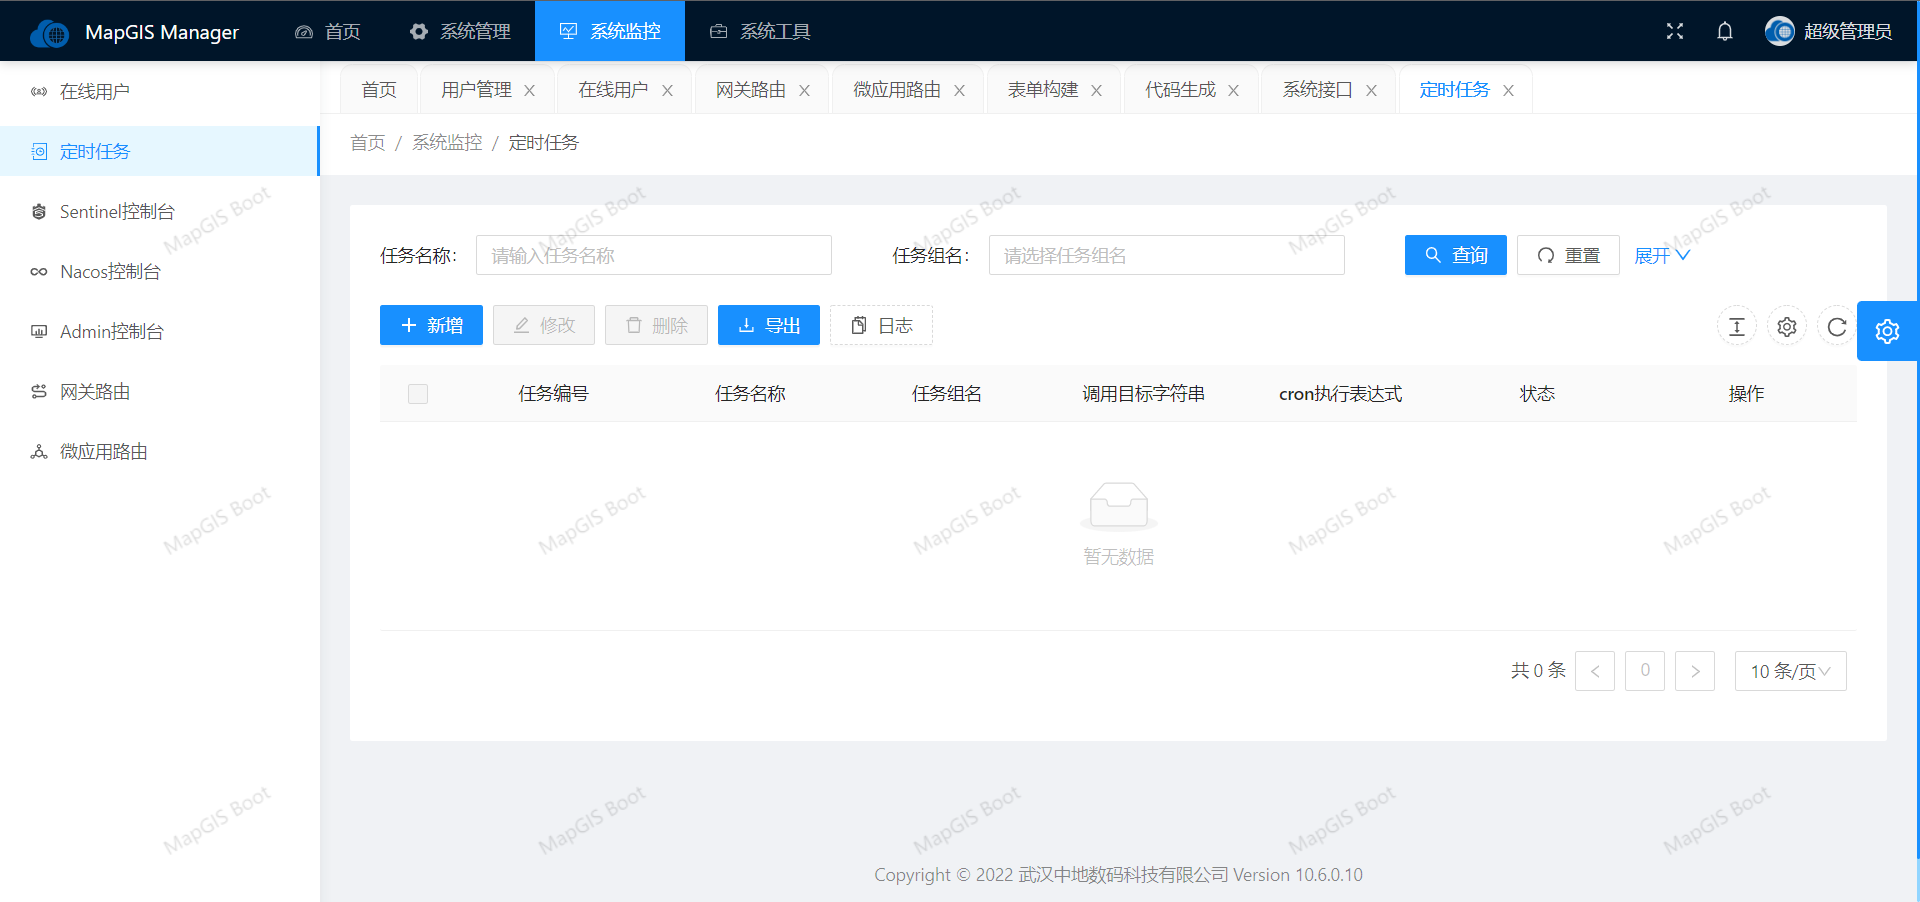 MapGIS Manager 首页 系统管理 系统监控 系统工具 超级管理员
在线用户
定时任务
Sentinel控制台
Nacos控制台
Admin控制台
网关路由
微应用路由
首页 用户管理 在线用户 网关路由 微应用路由 表单构建 代码生成 系统接口 定时任务
首页 / 系统监控 / 定时任务
任务名称: 请输入任务名称 任务组名: 请选择任务组名 查询 重置 展开
新增 修改 删除 导出 日志
任务编号 任务名称 任务组名 调用目标字符串 cron执行表达式 状态 操作
暂无数据
共 0 条 < 0 > 10 条/页
MapGIS Boot MapGIS Boot MapGIS Boot MapGIS Boot MapGIS Boot
MapGIS Boot MapGIS Boot MapGIS Boot MapGIS Boot MapGIS Boot
MapGIS Boot MapGIS Boot MapGIS Boot MapGIS Boot MapGIS Boot
Copyright © 2022 武汉中地数码科技有限公司 Version 10.6.0.10